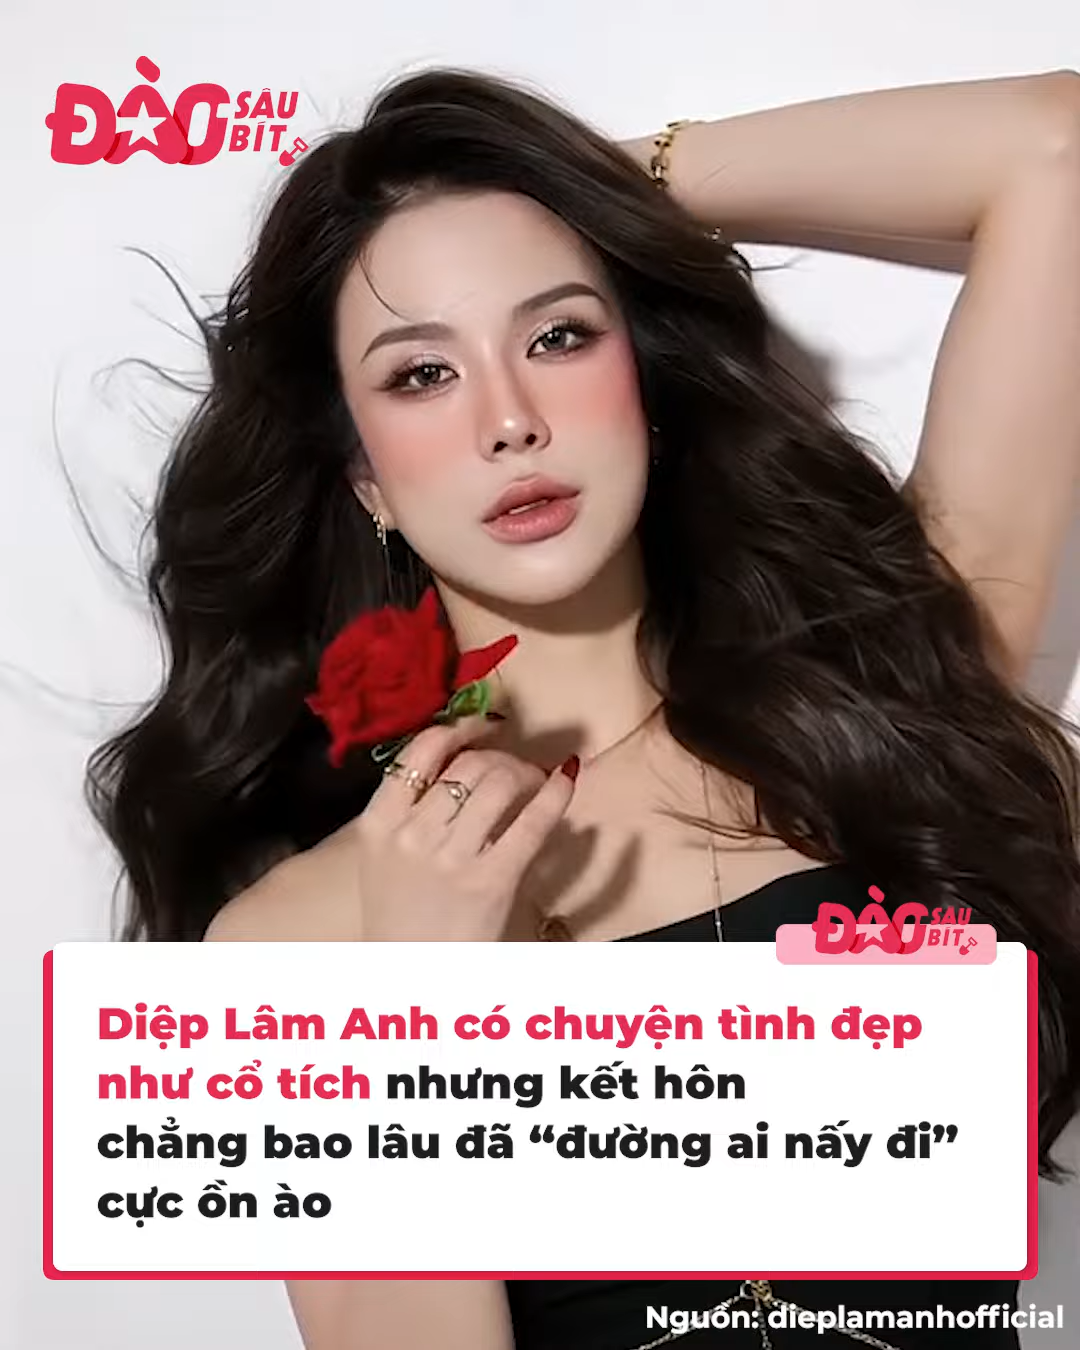 ĐÀO SÂU
BÍT
ĐÀO SÂU
BÍT
Diệp Lâm Anh có chuyện tình đẹp
như cổ tích nhưng kết hôn
chẳng bao lâu đã “đường ai nấy đi”
cực ồn ào
Nguồn: dieplamanhofficial